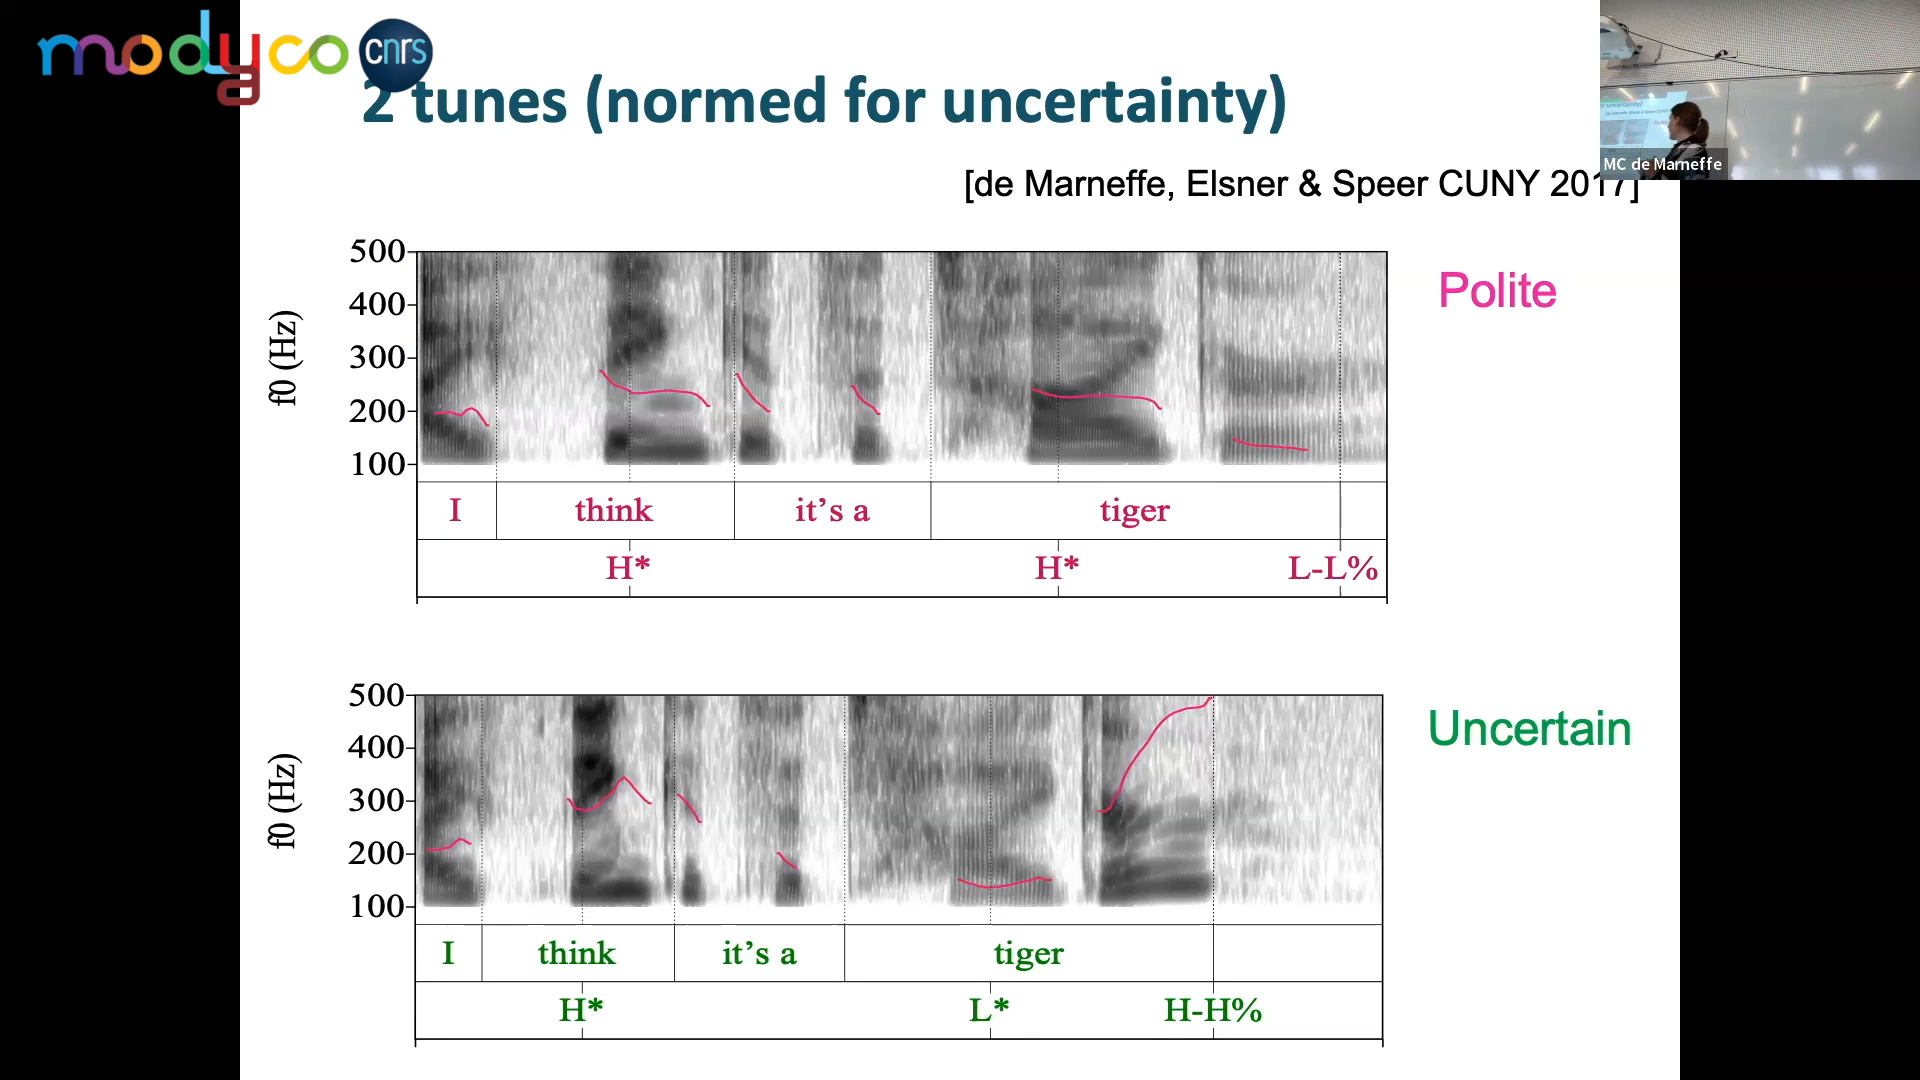 modyco cnrs
2 tunes (normed for uncertainty)
[de Marneffe, Elsner & Speer CUNY 2017]
MC de Marneffe
500
400
300
200
100
f0 (Hz)
Polite
I think it’s a tiger
H* H* L-L%
500
400
300
200
100
f0 (Hz)
Uncertain
I think it’s a tiger
H* L* H-H%